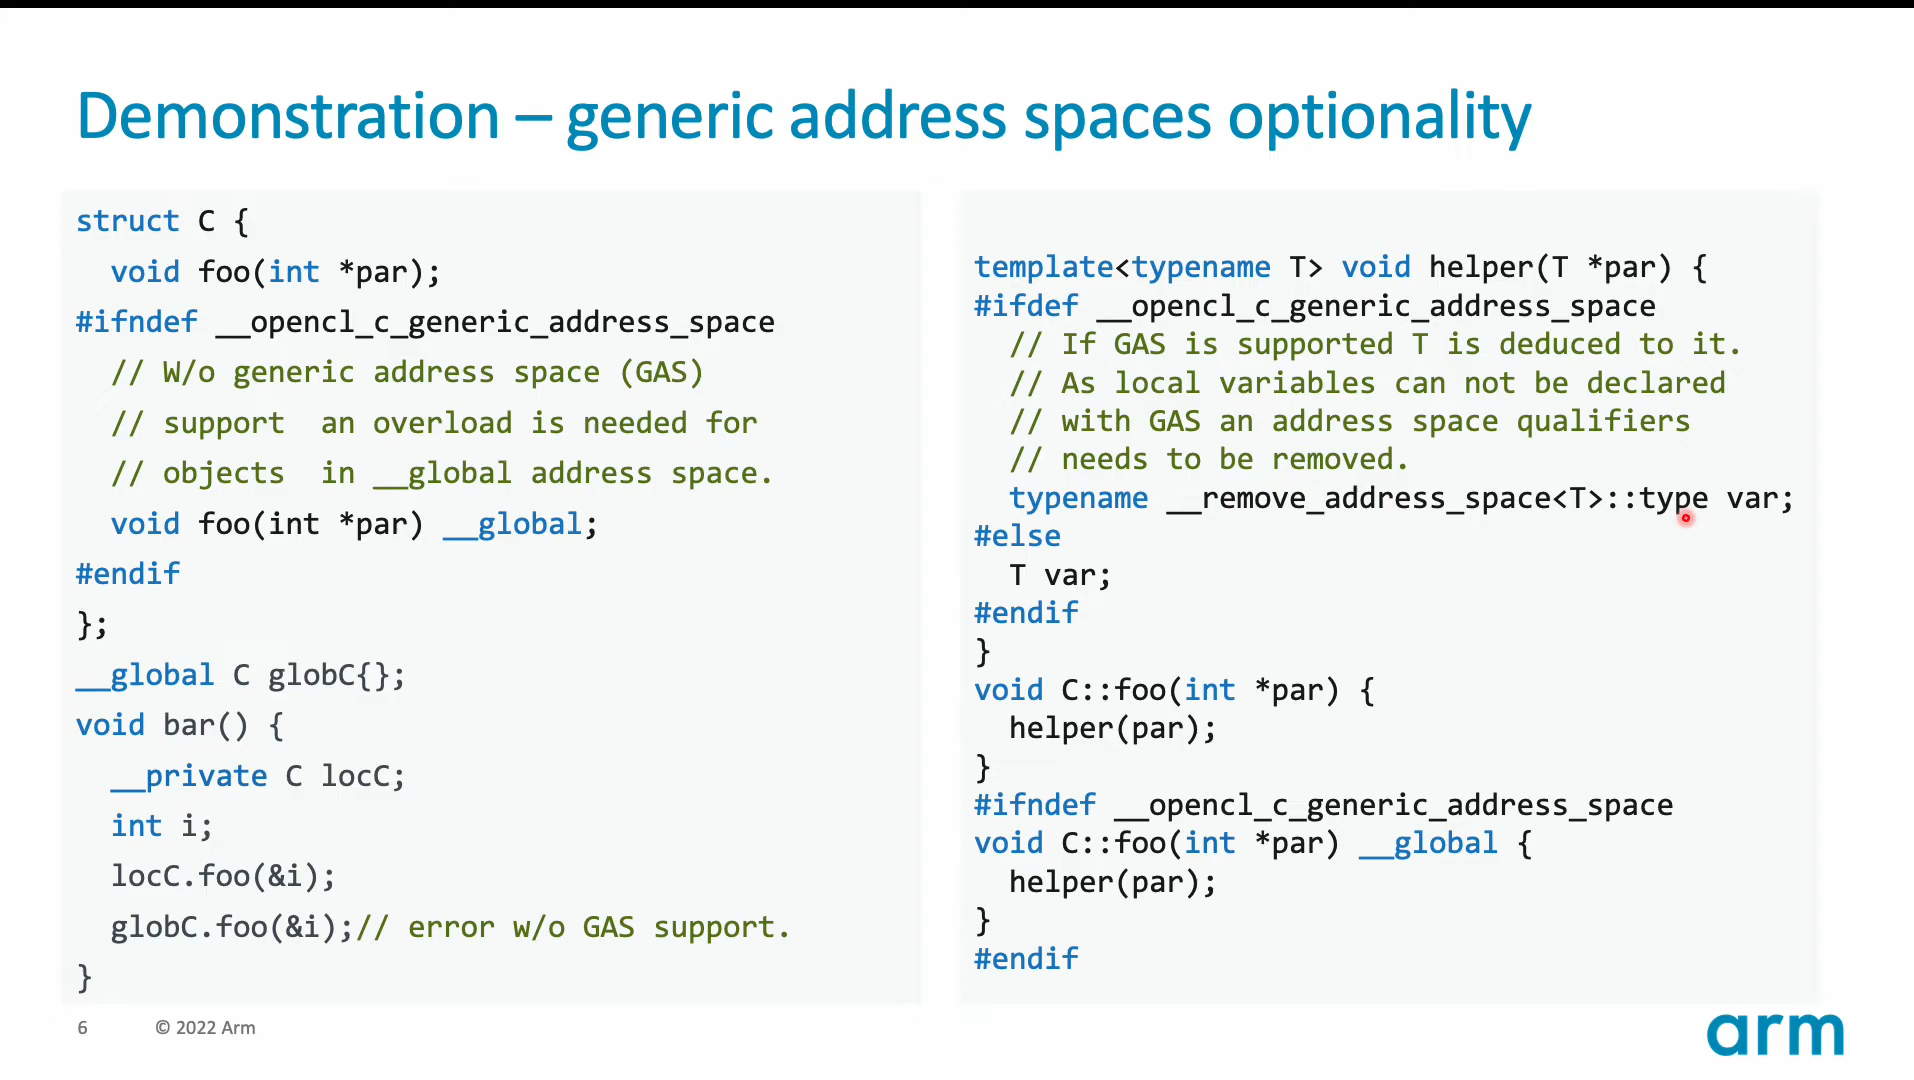 Demonstration – generic address spaces optionality
struct C {
  void foo(int *par);
#ifndef __opencl_c_generic_address_space
  // W/o generic address space (GAS)
  // support  an overload is needed for
  // objects  in __global address space.
  void foo(int *par) __global;
#endif
};
__global C globC{};
void bar() {
  __private C locC;
  int i;
  locC.foo(&i);
  globC.foo(&i);// error w/o GAS support.
}
template<typename T> void helper(T *par) {
#ifdef __opencl_c_generic_address_space
  // If GAS is supported T is deduced to it.
  // As local variables can not be declared
  // with GAS an address space qualifiers
  // needs to be removed.
  typename __remove_address_space<T>::type var;
#else
  T var;
#endif
}
void C::foo(int *par) {
  helper(par);
}
#ifndef __opencl_c_generic_address_space
void C::foo(int *par) __global {
  helper(par);
}
#endif
6
© 2022 Arm
arm